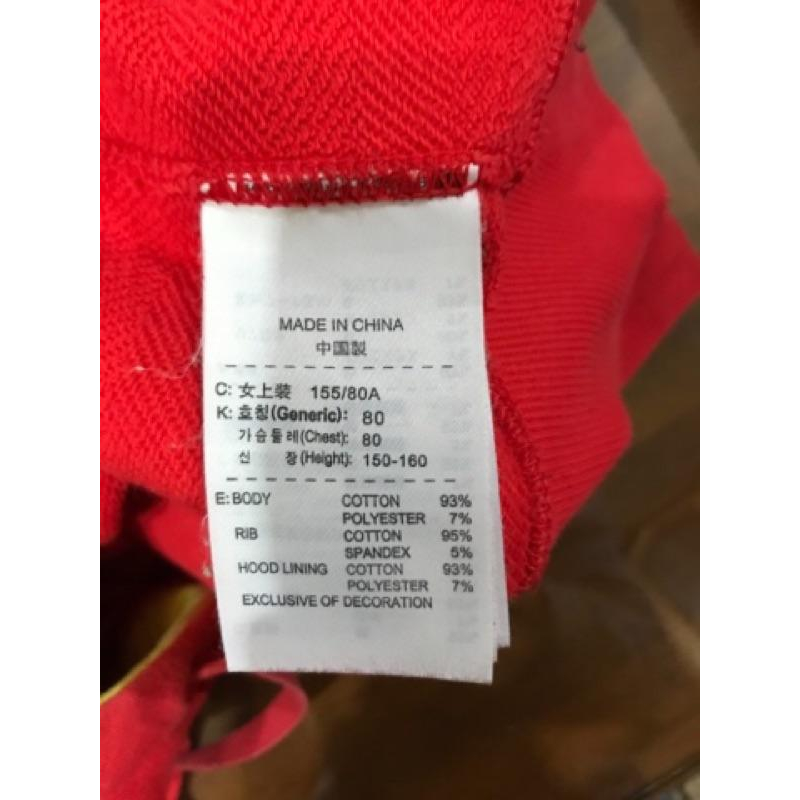 MADE IN CHINA
中国製
C: 女上装 155/80A
K: 호칭(Generic): 80
가슴둘레(Chest): 80
신 장(Height): 150-160
E: BODY COTTON 93%
POLYESTER 7%
RIB COTTON 95%
SPANDEX 5%
HOOD LINING COTTON 93%
POLYESTER 7%
EXCLUSIVE OF DECORATION